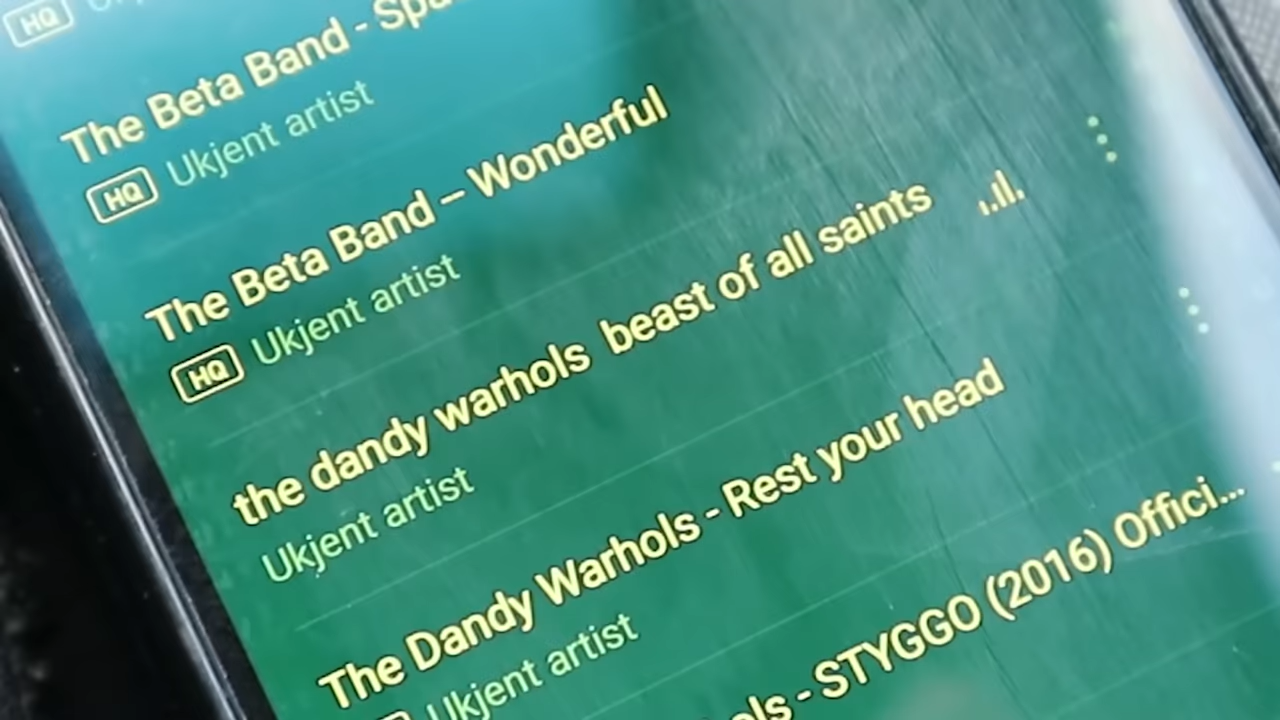 HQ
The Beta Band - Spa
HQ Ukjent artist
The Beta Band – Wonderful
HQ Ukjent artist
the dandy warhols beast of all saints
Ukjent artist
The Dandy Warhols - Rest your head
Ukjent artist
ols - STYGGO (2016) Offici...